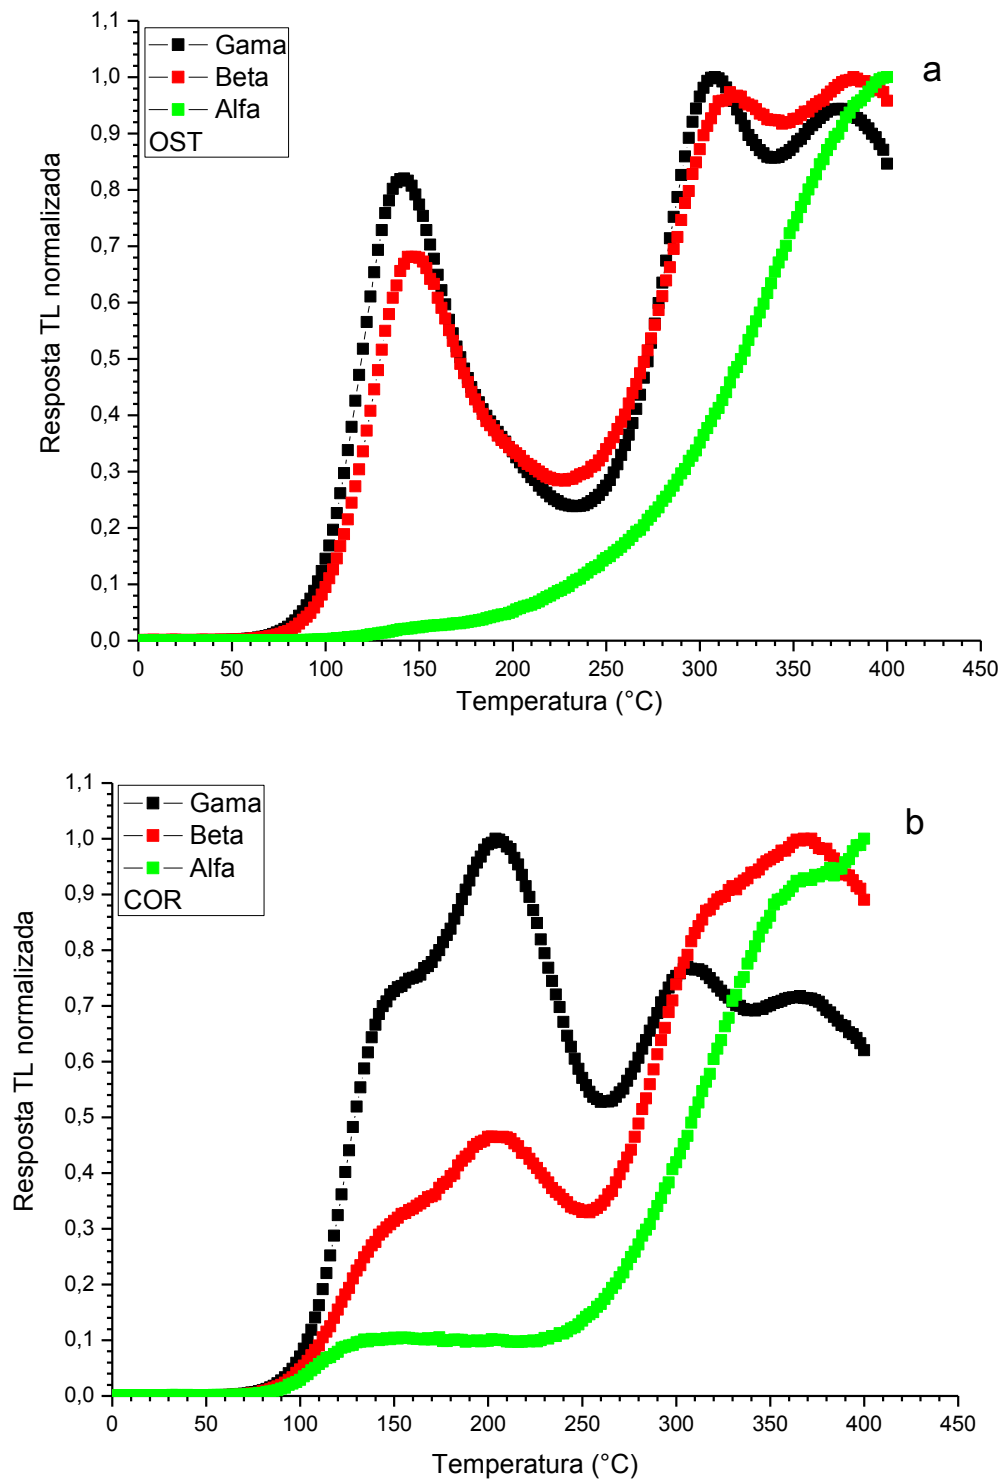 1,1
1,0
0,9
0,8
0,7
0,6
0,5
0,4
0,3
0,2
0,1
0,0
Resposta TL normalizada
Gama
Beta
Alfa
OST
a
0 50 100 150 200 250 300 350 400 450
Temperatura (°C)
1,1
1,0
0,9
0,8
0,7
0,6
0,5
0,4
0,3
0,2
0,1
0,0
Resposta TL normalizada
Gama
Beta
Alfa
COR
b
0 50 100 150 200 250 300 350 400 450
Temperatura (°C)